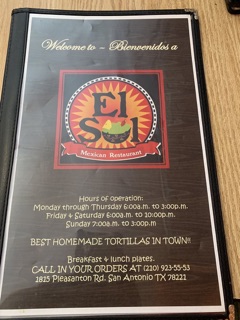 Welcome to - Bienvenidos a
El
Sol
Mexican Restaurant
Hours of operation:
Monday through Thursday 6:00a.m. to 3:00p.m.
Friday & Saturday 6:00a.m. to 10:00p.m.
Sunday 7:00a.m. to 3:00p.m
BEST HOMEMADE TORTILLAS IN TOWN!!
Breakfast & lunch plates.
CALL IN YOUR ORDERS AT (210) 923-55-53
1815 Pleasanton Rd. San Antonio TX 78221